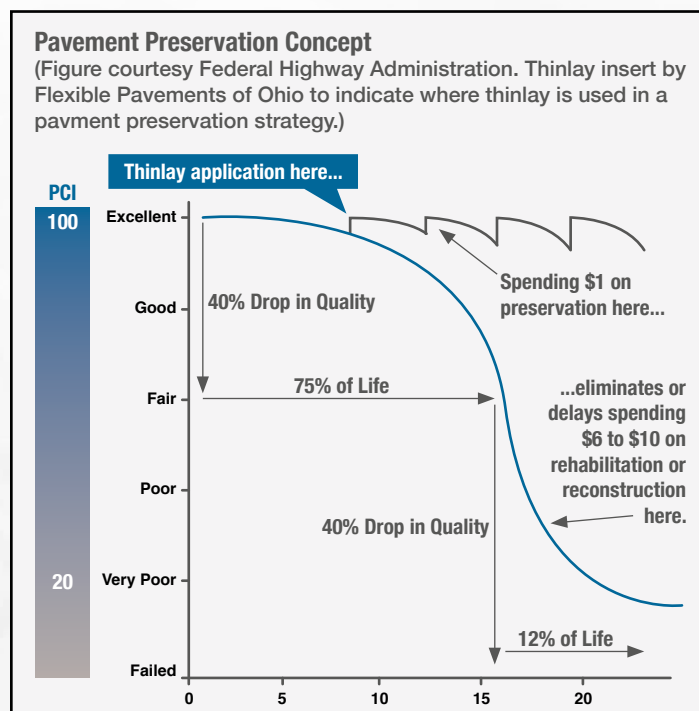 Pavement Preservation Concept
(Figure courtesy Federal Highway Administration. Thinlay insert by
Flexible Pavements of Ohio to indicate where thinlay is used in a
pavment preservation strategy.)
Thinlay application here...
PCI
100
20
Excellent
Good
Fair
Poor
Very Poor
Failed
40% Drop in Quality
75% of Life
Spending $1 on
preservation here...
...eliminates or
delays spending
$6 to $10 on
rehabilitation or
reconstruction
here.
40% Drop in Quality
12% of Life
0 5 10 15 20